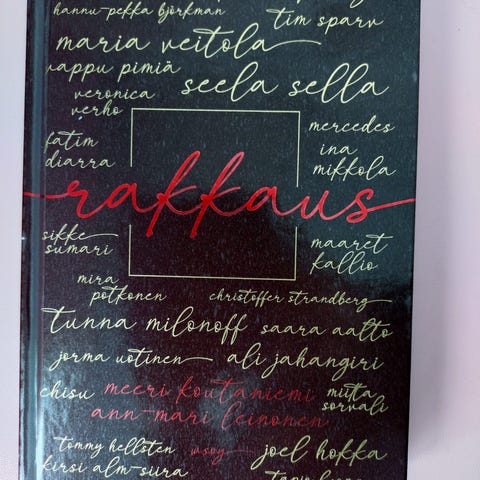 hannu-pekka björkman
tim sparv
maria veitola
vappu pimiä
seela sella
veronica
verho
mercedes
ina
mikkola
fatim
diarra
rakkaus
sikke
sumari
maaret
kallio
mira
potkonen
christoffer strandberg
tunna milonoff saara aalto
jorma uotinen ali jahangiri
chisu meeri koutaniemi miitta
sorvali
ann-mari leinonen
tommy hellsten wsoy joel hokka
kirsi alm-siira